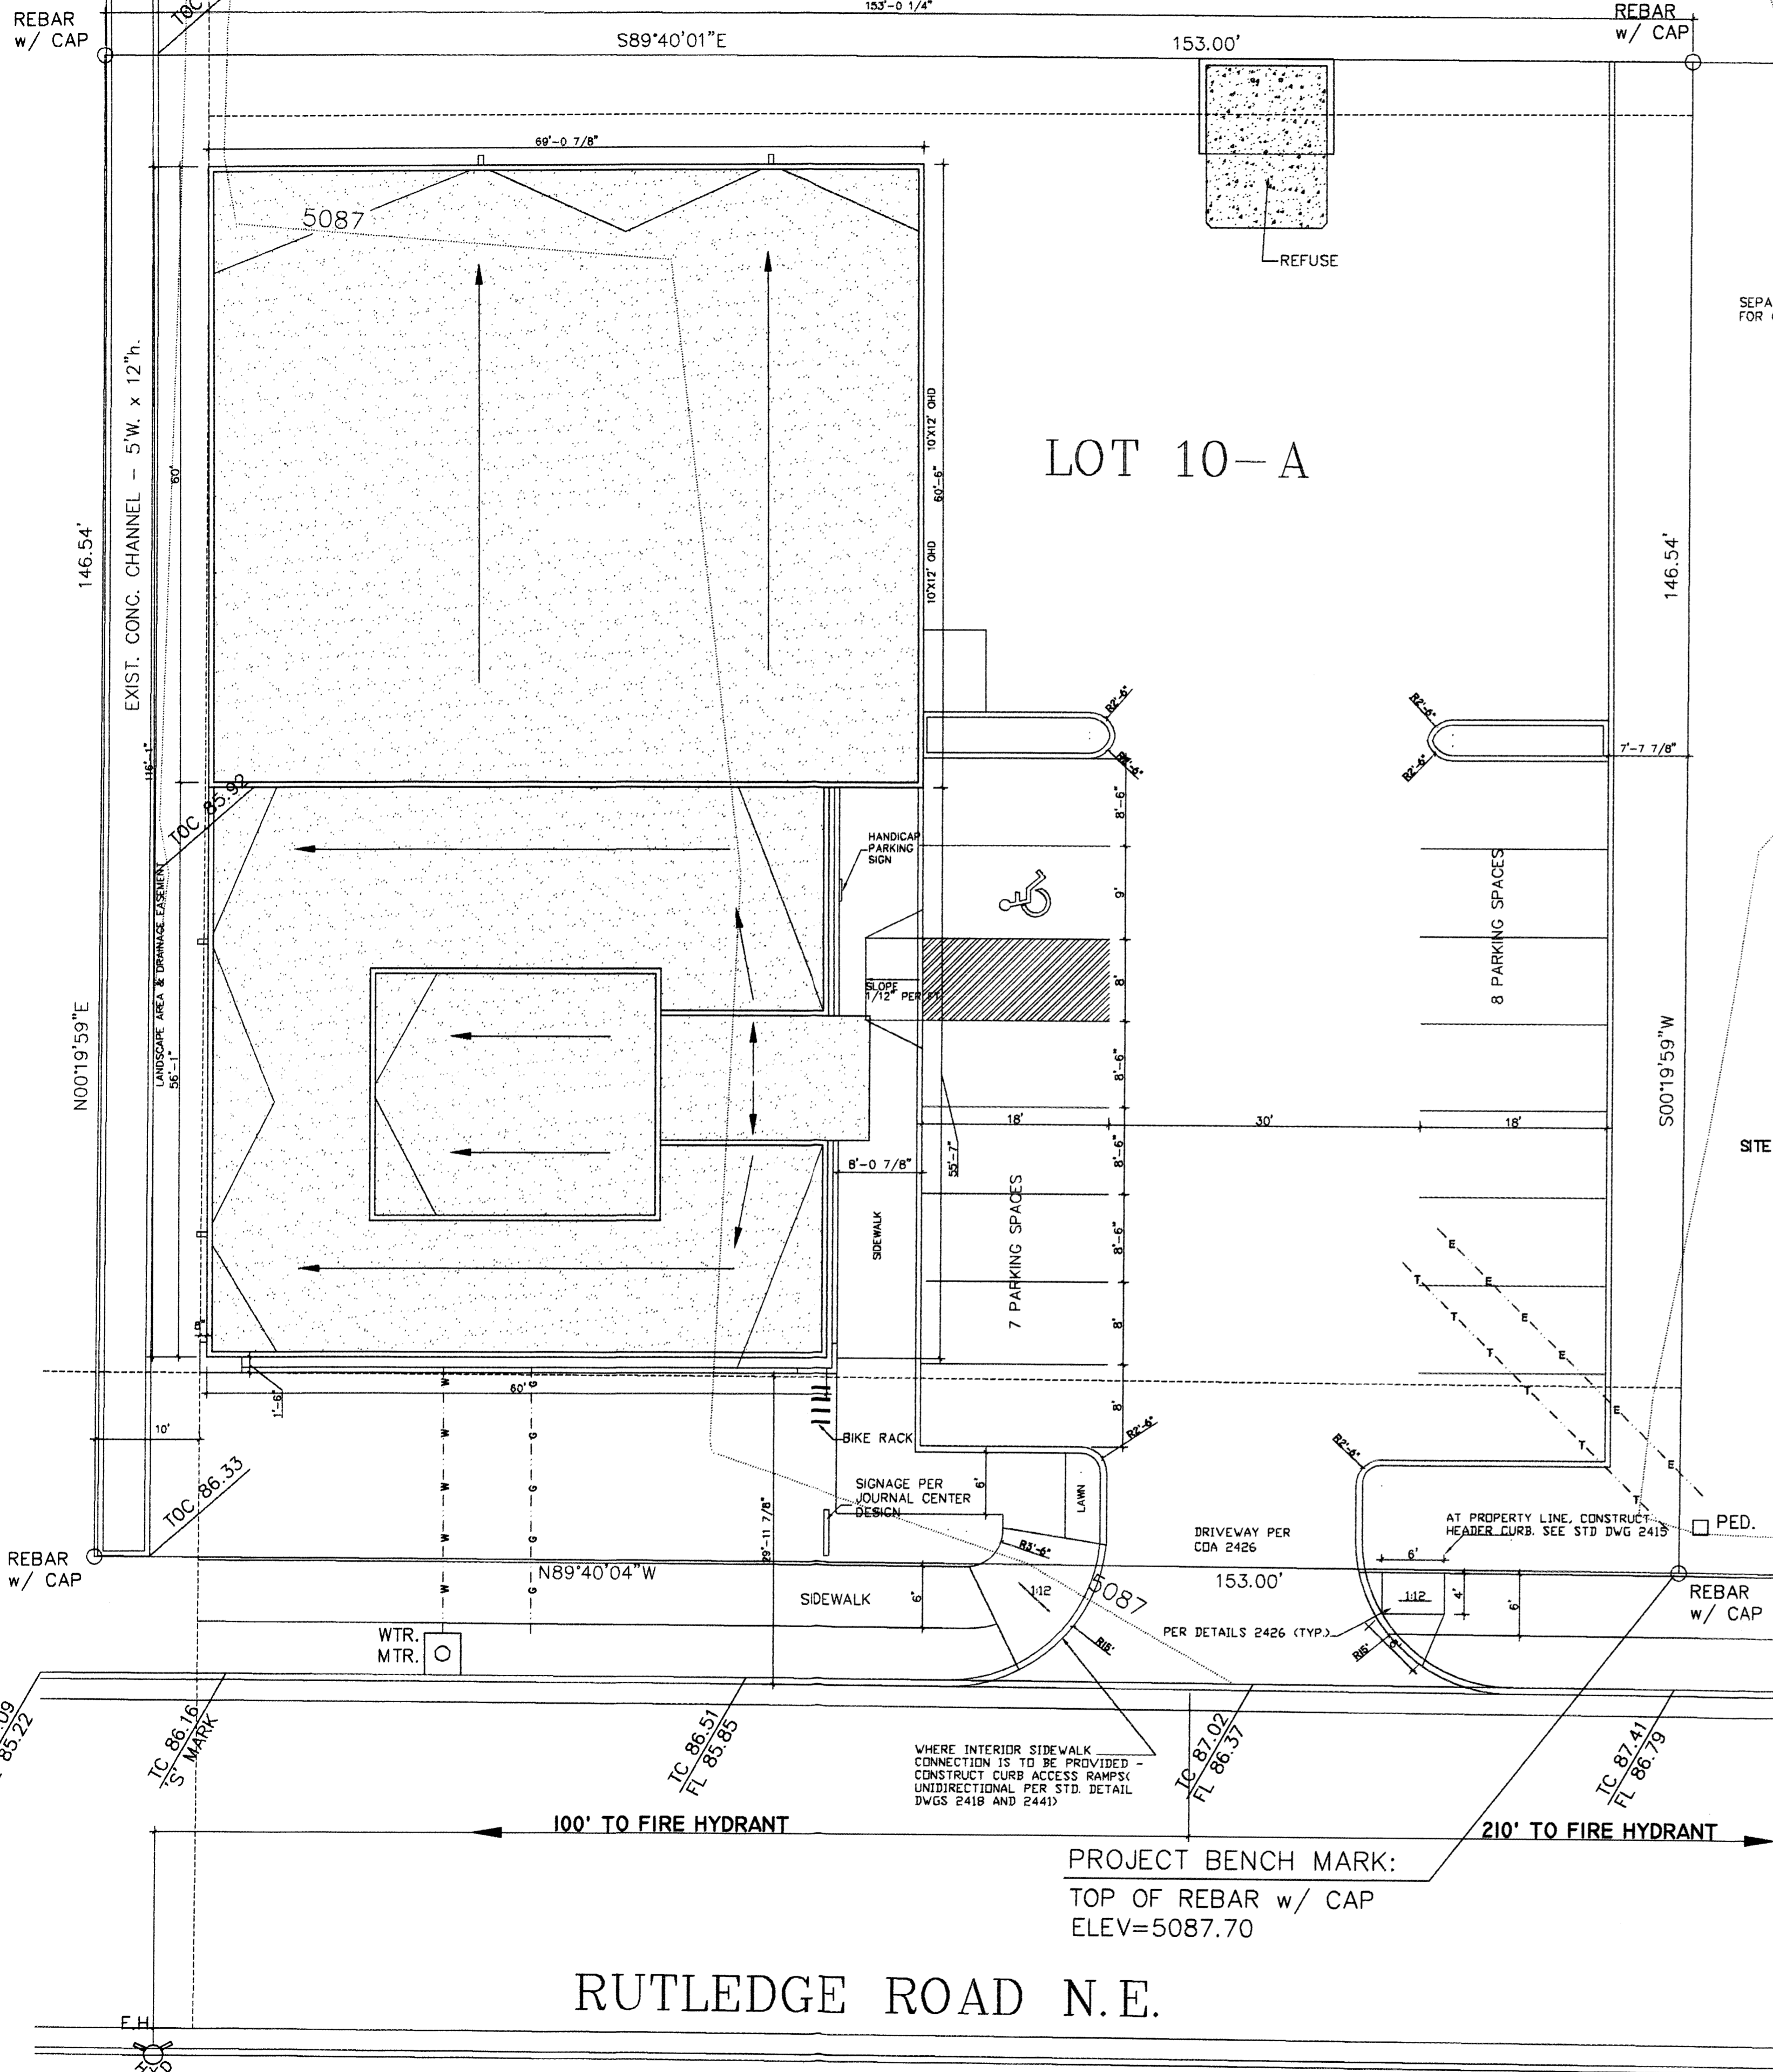 153'-0 1/4"
REBAR
w/ CAP
TOC
S89°40'01"E
153.00'
REBAR
w/ CAP
69'-0 7/8"
5087
REFUSE
SEPA
FOR
EXIST. CONC. CHANNEL - 5'W. x 12"h.
60'
10'X12' OHD
60'-6"
10'X12' OHD
LOT 10-A
146.54'
146.54'
R2'-6"
R2'-6"
R2'-6"
7'-7 7/8"
116'-1"
TOC 85.92
8'-6"
HANDICAP
PARKING
SIGN
9'
8 PARKING SPACES
LANDSCAPE AREA & DRAINAGE EASEMENT
56'-1"
SLOPE
1/12" PER FT
8'
N00°19'59"E
8'-6"
S00°19'59"W
18'
30'
18'
8'-0 7/8"
55'-7"
8'-6"
SITE
SIDEWALK
7 PARKING SPACES
8'-6"
E
E
E
E
E
E
T
T
T
T
T
T
8'
8'
1'-6"
60'
W
W
W
W
G
G
G
G
10'
BIKE RACK
R2'-6"
R2'-6"
TOC 86.33
SIGNAGE PER
JOURNAL CENTER
DESIGN
6'
LAWN
29'-11 7/8"
DRIVEWAY PER
COA 2426
AT PROPERTY LINE, CONSTRUCT
HEADER CURB. SEE STD DWG 2415
PED.
REBAR
w/ CAP
N89°40'04"W
R3'-6"
153.00'
6'
SIDEWALK
6'
1:12
5087
1:12
4'
6'
REBAR
w/ CAP
WTR.
MTR.
R15'
PER DETAILS 2426 (TYP.)
R15'
6'
85.22
TC 86.16
'S' MARK
TC 86.51
FL 85.85
WHERE INTERIOR SIDEWALK
CONNECTION IS TO BE PROVIDED -
CONSTRUCT CURB ACCESS RAMPS(
UNIDIRECTIONAL PER STD. DETAIL
DWGS 2418 AND 2441)
TC 87.02
FL 86.37
TC 87.41
FL 86.79
100' TO FIRE HYDRANT
210' TO FIRE HYDRANT
PROJECT BENCH MARK:
TOP OF REBAR w/ CAP
ELEV=5087.70
RUTLEDGE ROAD N.E.
F.H.
HYD